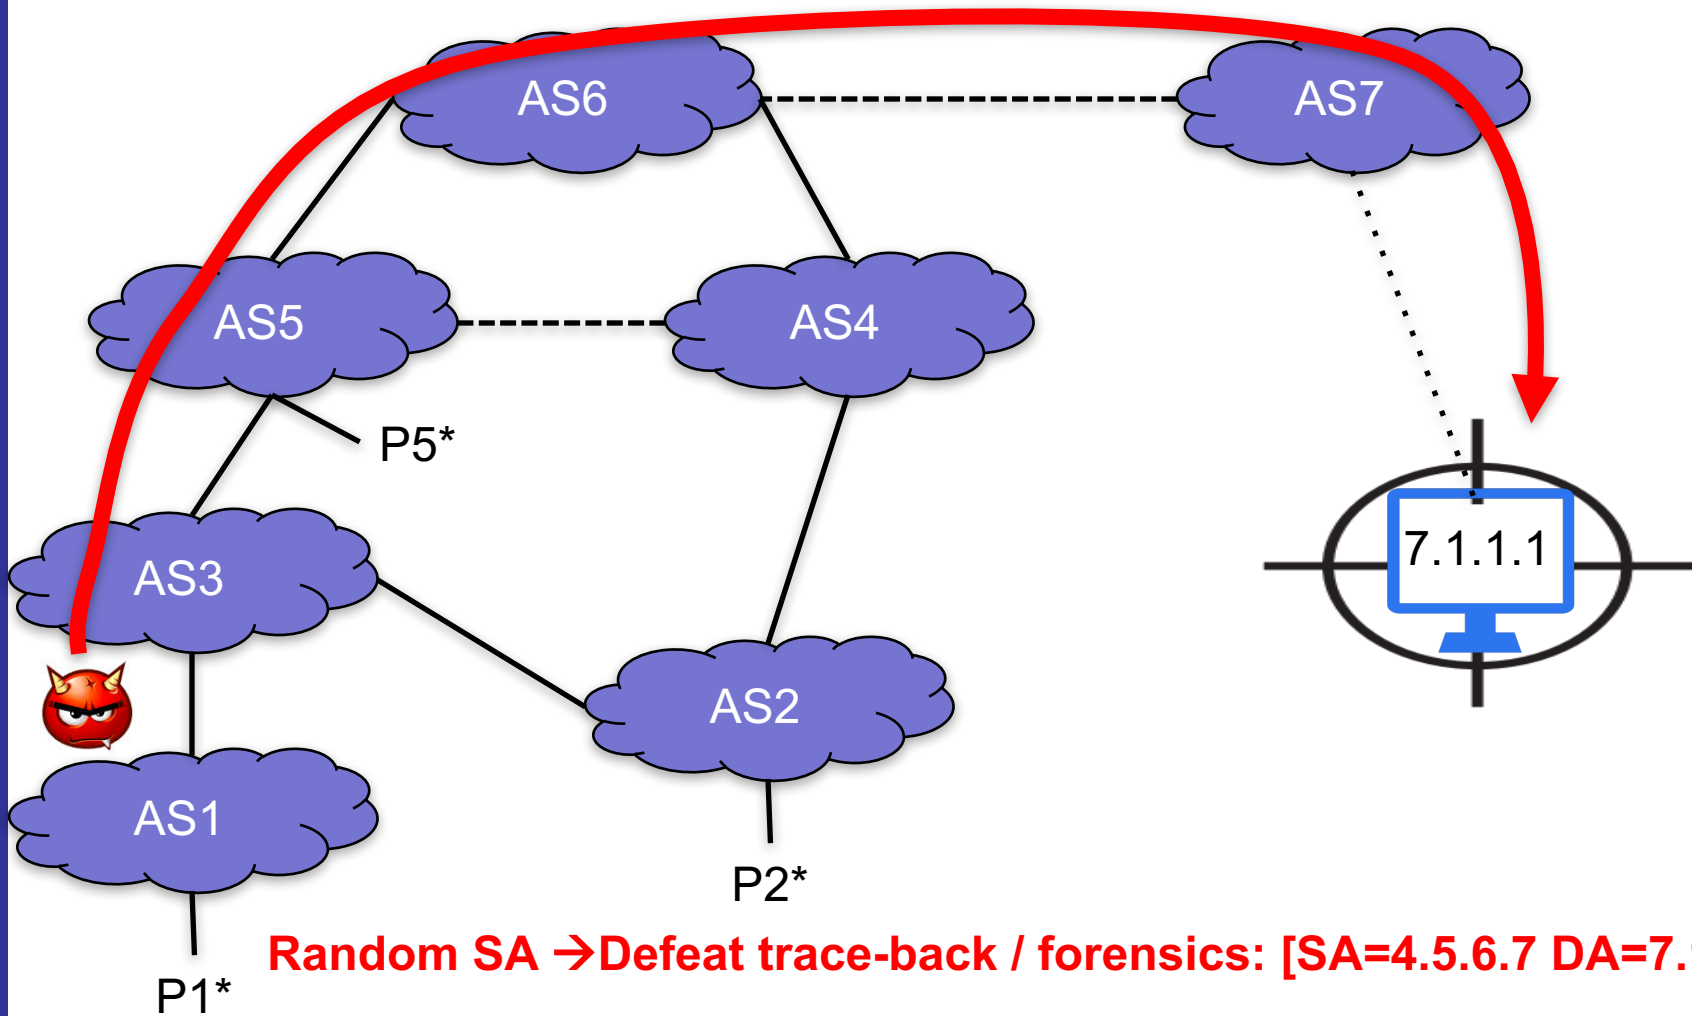 AS6
AS7
AS5
AS4
P5*
7.1.1.1
AS3
AS2
AS1
P2*
Random SA →Defeat trace-back / forensics: [SA=4.5.6.7 DA=7.
P1*